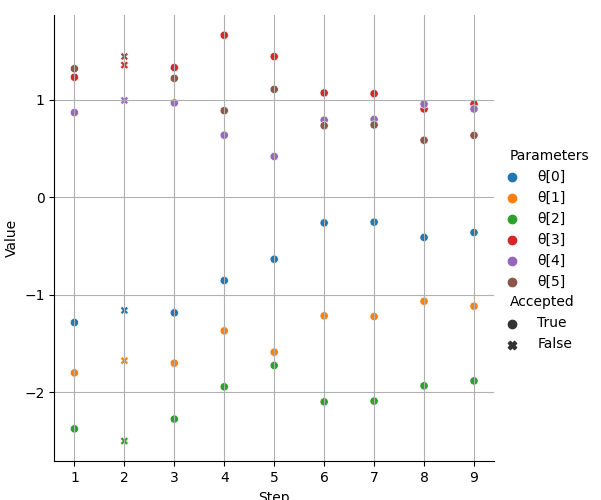 1
0
−1
−2
Value
1 2 3 4 5 6 7 8 9
Step
Parameters
θ[0]
θ[1]
θ[2]
θ[3]
θ[4]
θ[5]
Accepted
True
False